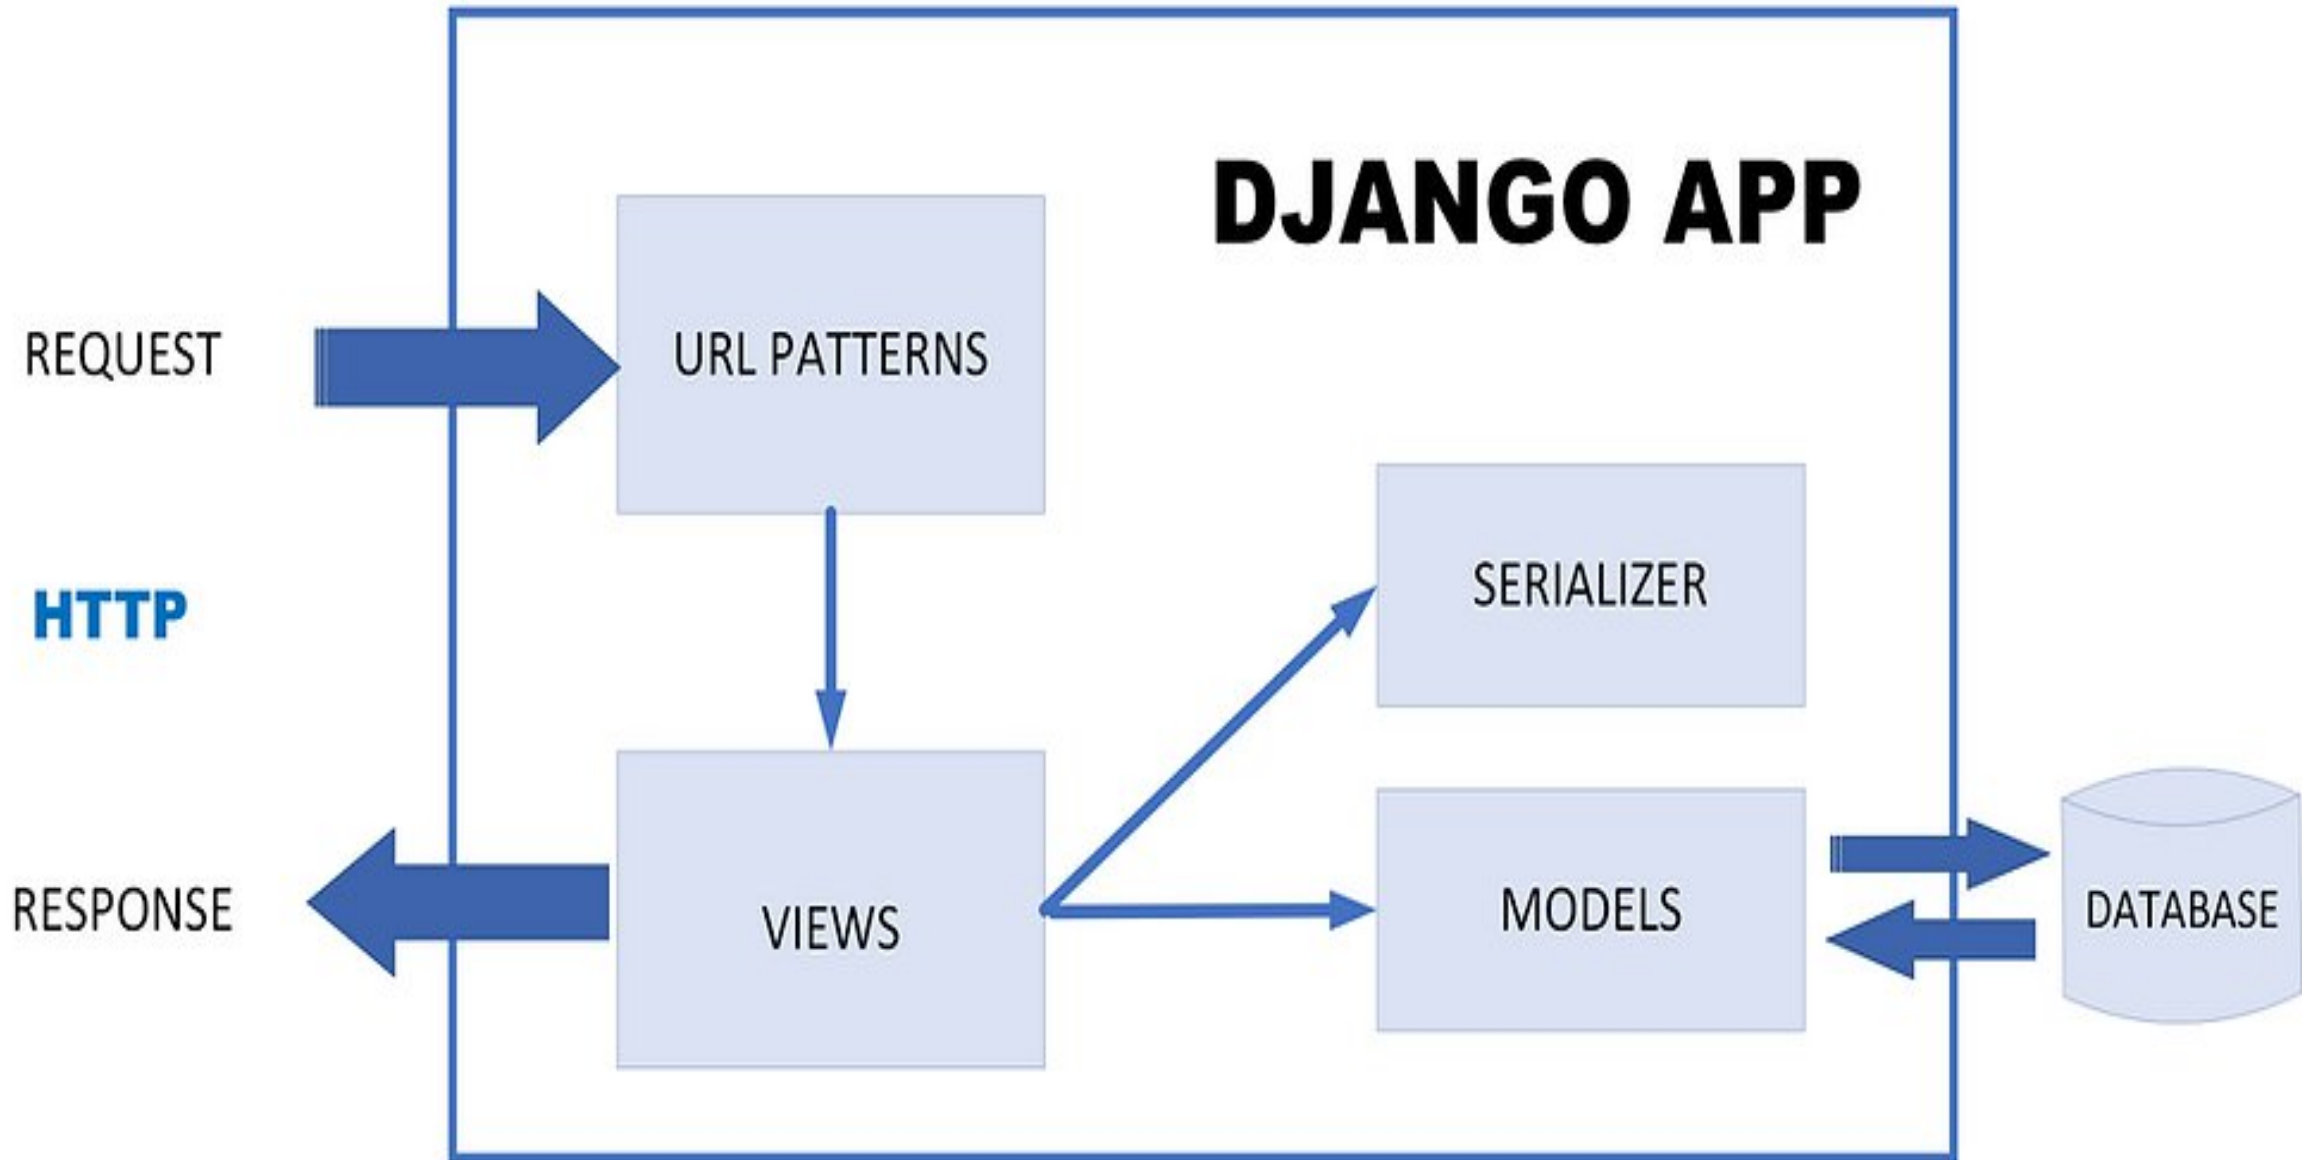 DJANGO APP
REQUEST
URL PATTERNS
HTTP
SERIALIZER
RESPONSE
VIEWS
MODELS
DATABASE